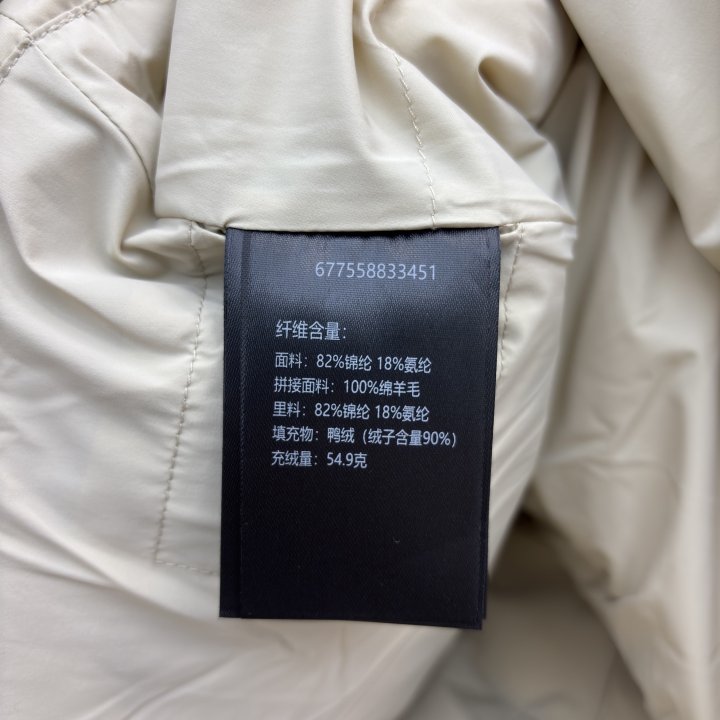 677558833451
纤维含量：
面料：82%锦纶 18%氨纶
拼接面料：100%绵羊毛
里料：82%锦纶 18%氨纶
填充物：鸭绒（绒子含量90%）
充绒量：54.9克